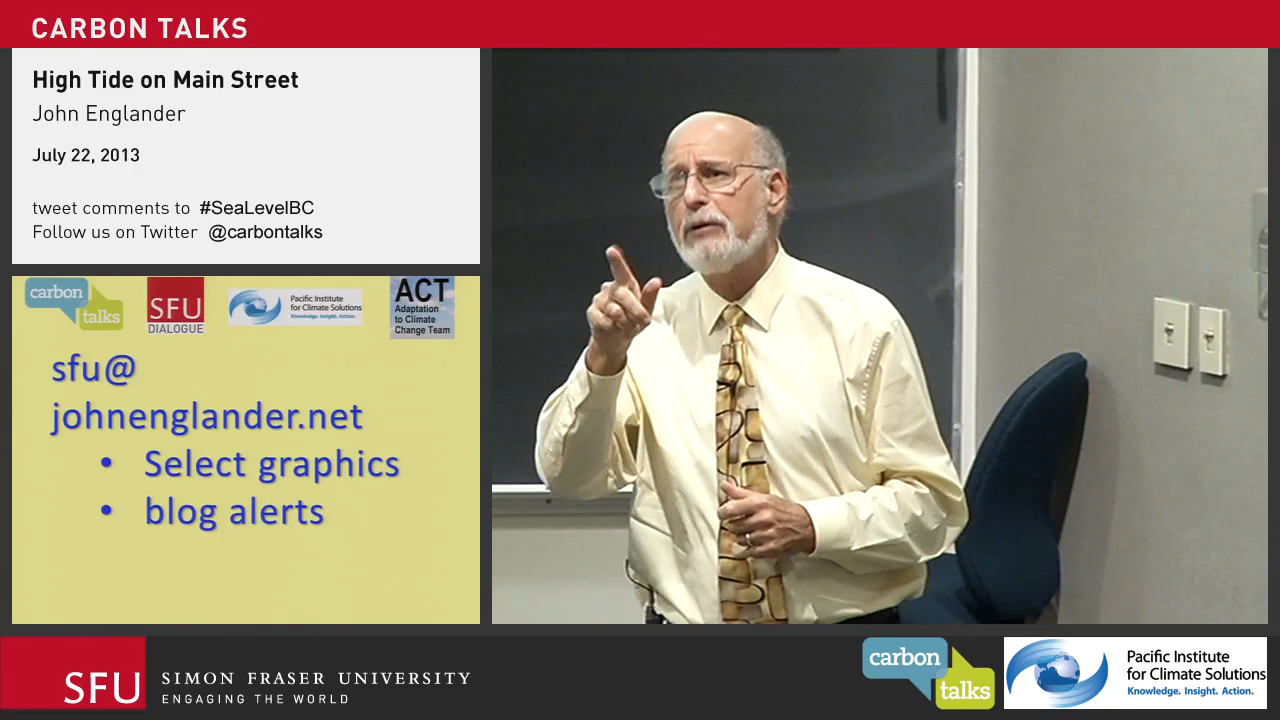 CARBON TALKS
High Tide on Main Street
John Englander
July 22, 2013
tweet comments to #SeaLevelBC
Follow us on Twitter @carbontalks
carbon
talks
SFU
DIALOGUE
Pacific Institute
for Climate Solutions
Knowledge. Insight. Action.
ACT
Adaptation
to Climate
Change Team
sfu@
johnenglander.net
• Select graphics
• blog alerts
SFU
SIMON FRASER UNIVERSITY
ENGAGING THE WORLD
carbon
talks
Pacific Institute
for Climate Solutions
Knowledge. Insight. Action.